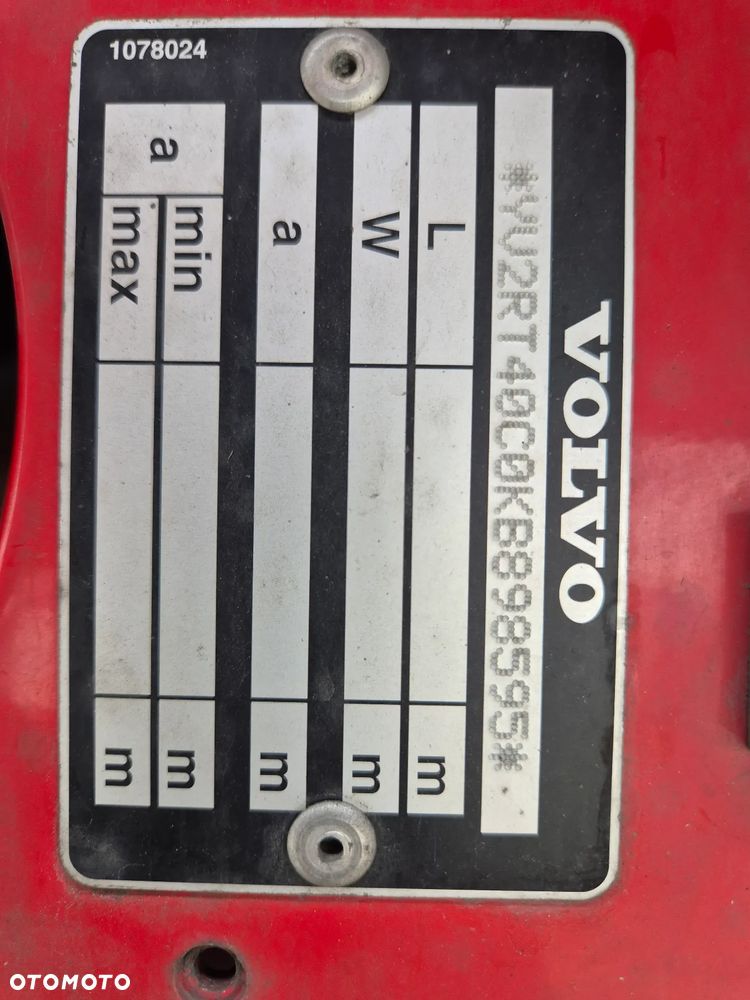 VOLVO
*YV2RT40C0KB898595*
L m
W m
a m
a min m
max m
1078024
OTOMOTO